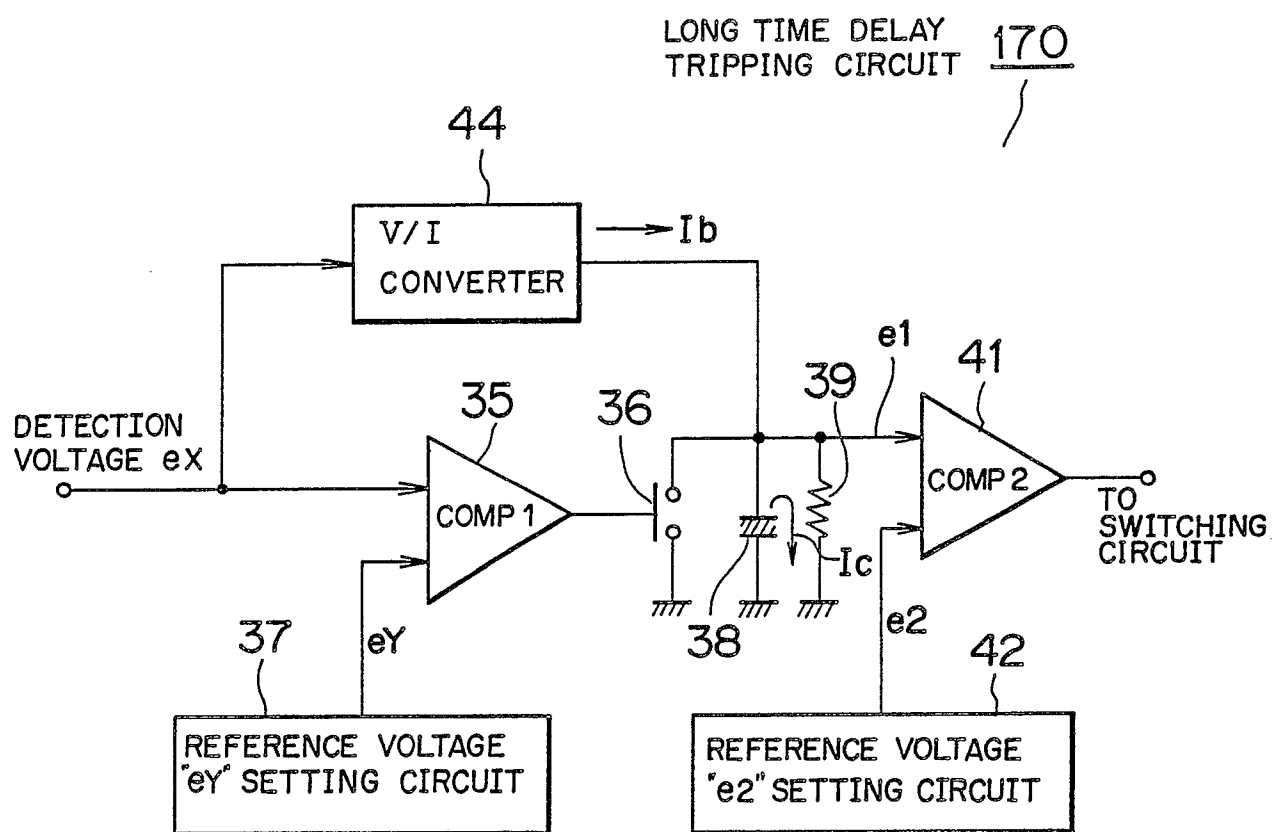 LONG TIME DELAY
TRIPPING CIRCUIT 170
44
V/I
CONVERTER
Ib
e1
41
39
35
36
DETECTION
VOLTAGE eX
COMP 1
COMP 2
TO
SWITCHING
CIRCUIT
Ic
38
e2
eY
37
42
REFERENCE VOLTAGE
"eY" SETTING CIRCUIT
REFERENCE VOLTAGE
"e2" SETTING CIRCUIT